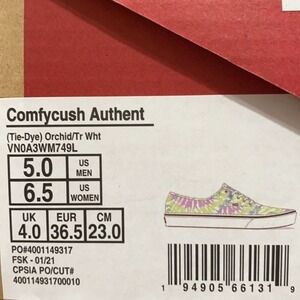 Comfycush Authent
(Tie-Dye) Orchid/Tr Wht
VN0A3WM749L
5.0 US MEN
6.5 US WOMEN
UK EUR CM
4.0 36.5 23.0
PO#4001149317
FSK - 01/21
CPSIA PO/CUT#
400114931700010
1 94905 66131 9